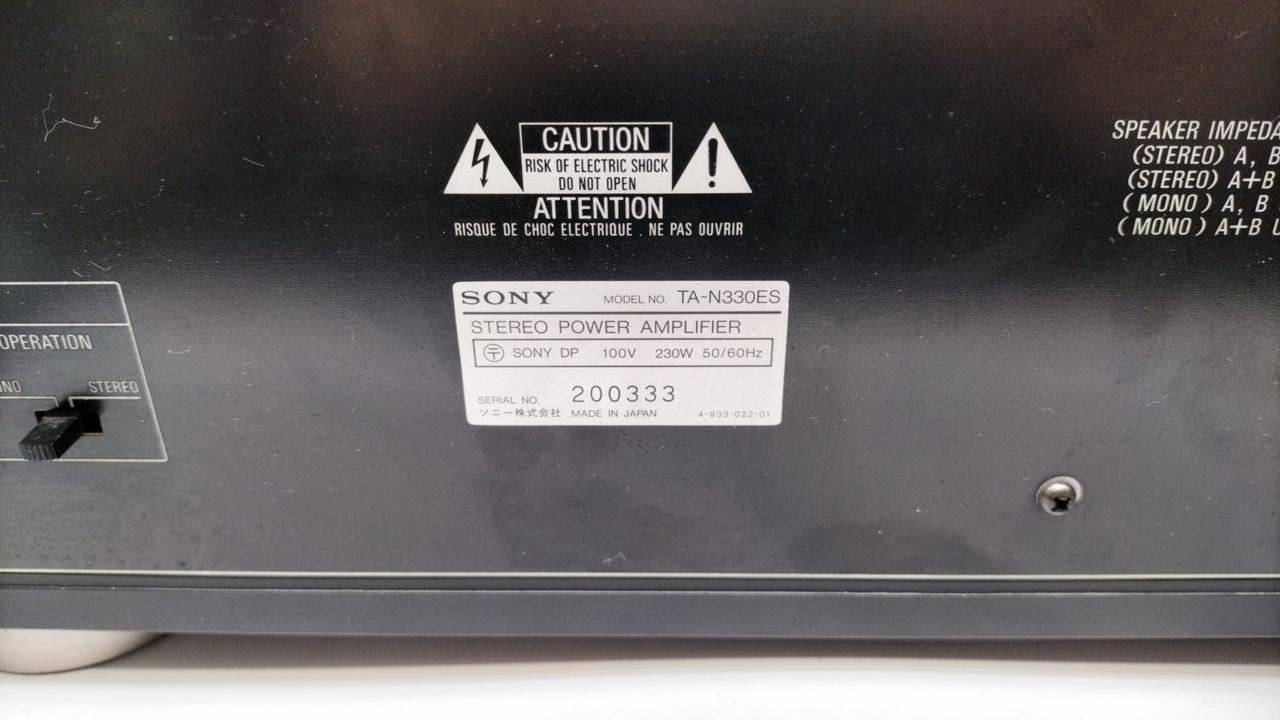 CAUTION
RISK OF ELECTRIC SHOCK
DO NOT OPEN
ATTENTION
RISQUE DE CHOC ELECTRIQUE . NE PAS OUVRIR
SPEAKER
(STEREO) A, B
(STEREO) A+B
(MONO) A, B
(MONO) A+B
OPERATION
STEREO
SONY MODEL NO. TA-N330ES
STEREO POWER AMPLIFIER
〒 SONY DP 100V 230W 50/60Hz
SERIAL NO. 200333
ソニー株式会社 MADE IN JAPAN 4-933-022-01